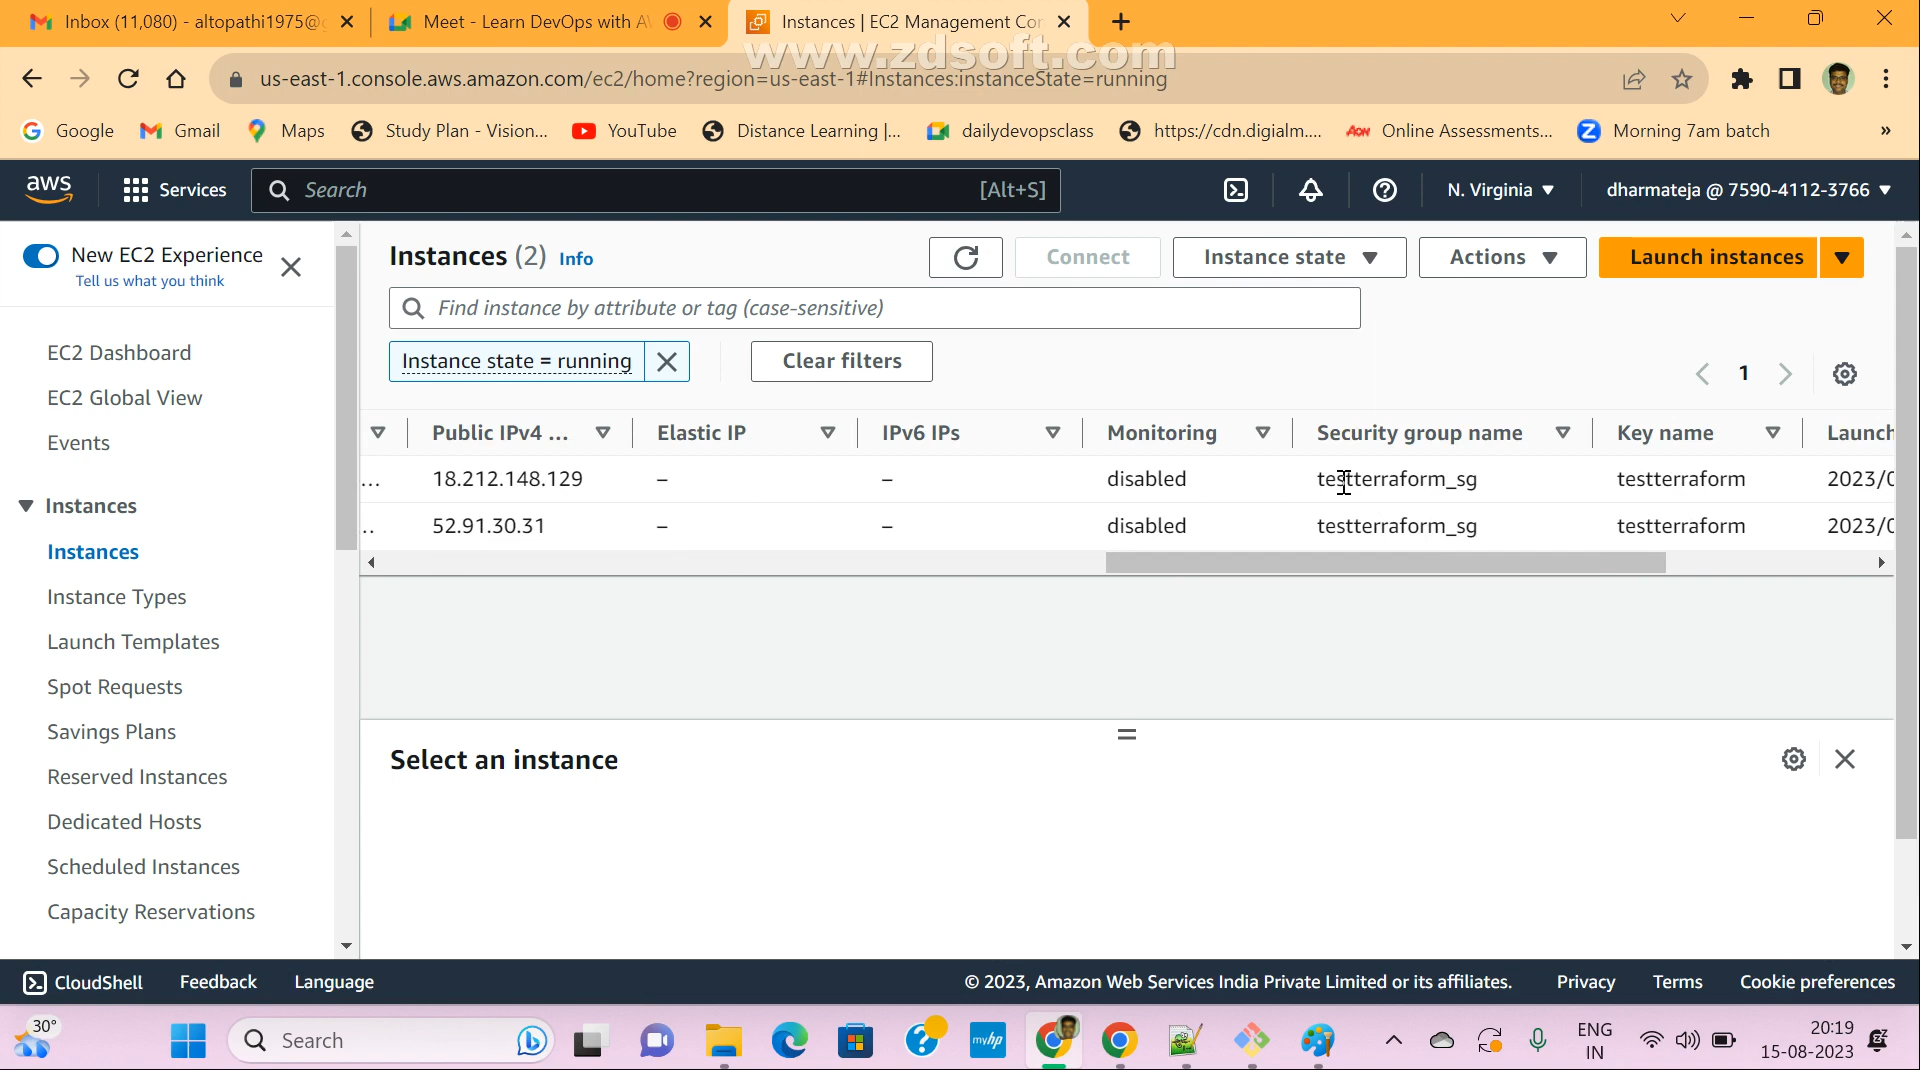 Inbox (11,080) - altopathi1975@g
Meet - Learn DevOps with A
Instances | EC2 Management Con
www.zdsoft.com
us-east-1.console.aws.amazon.com/ec2/home?region=us-east-1#Instances:instanceState=running
Google
Gmail
Maps
Study Plan - Vision...
YouTube
Distance Learning |...
dailydevopsclass
https://cdn.digialm....
Aon
Online Assessments...
Z
Morning 7am batch
»
aws
Services
Search
[Alt+S]
N. Virginia
dharmateja @ 7590-4112-3766
New EC2 Experience
Tell us what you think
Instances (2) Info
Connect
Instance state
Actions
Launch instances
Find instance by attribute or tag (case-sensitive)
Instance state = running
Clear filters
1
EC2 Dashboard
EC2 Global View
Events
Instances
Instances
Instance Types
Launch Templates
Spot Requests
Savings Plans
Reserved Instances
Dedicated Hosts
Scheduled Instances
Capacity Reservations
Public IPv4 ... Elastic IP IPv6 IPs Monitoring Security group name Key name Launch
... 18.212.148.129 – – disabled testterraform_sg testterraform 2023/0
.. 52.91.30.31 – – disabled testterraform_sg testterraform 2023/0
Select an instance
CloudShell
Feedback
Language
© 2023, Amazon Web Services India Private Limited or its affiliates.
Privacy
Terms
Cookie preferences
30°
Search
myhp
ENG
IN
20:19
15-08-2023